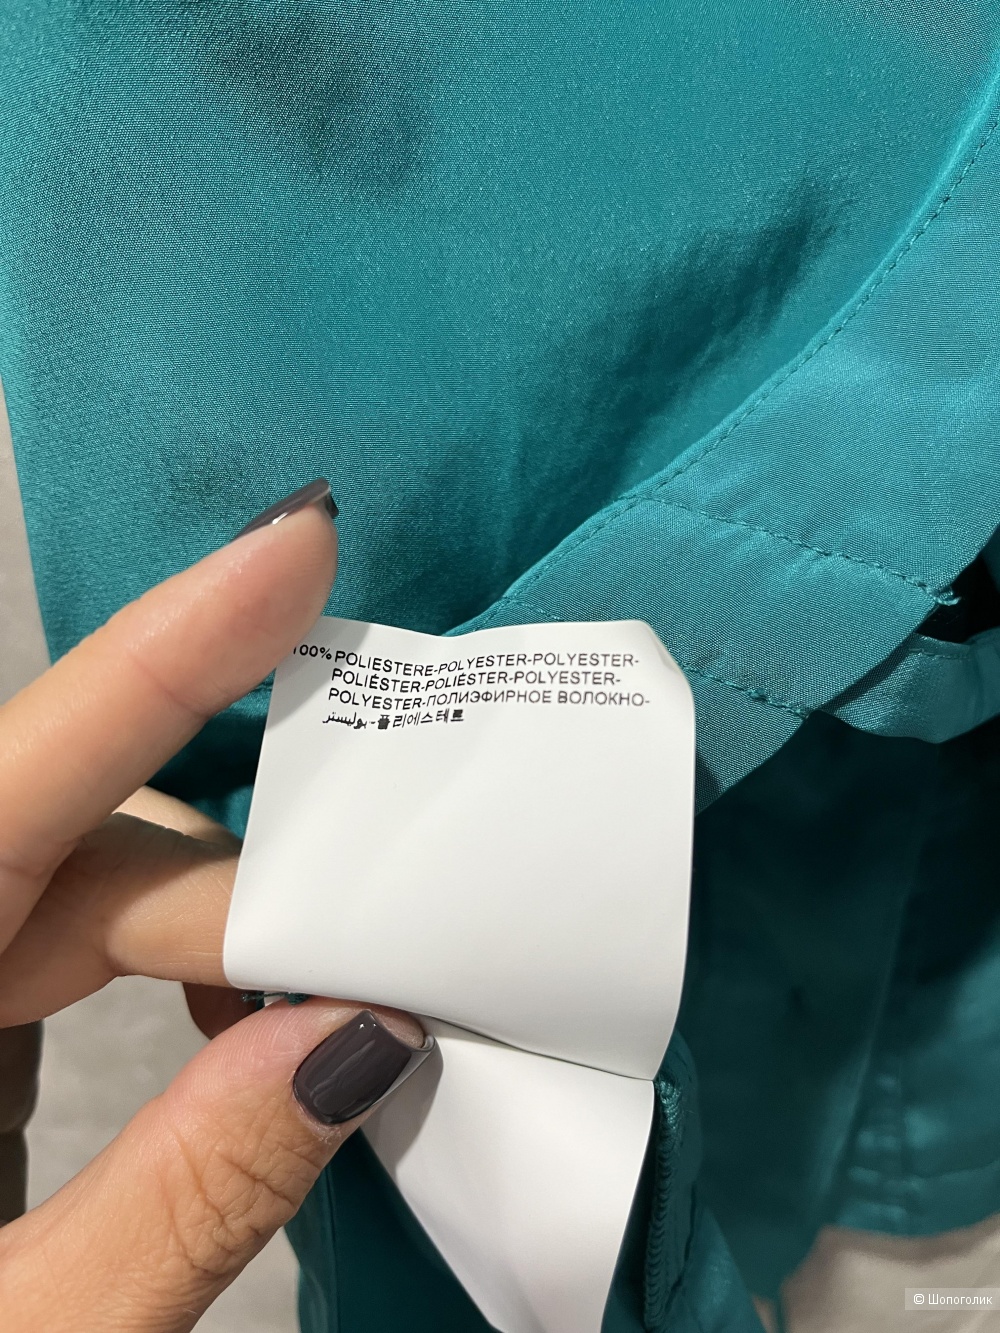 100% POLIESTERE-POLYESTER-POLYESTER-
POLIÉSTER-POLIÉSTER-POLYESTER-
POLYESTER-ПОЛИЭФИРНОЕ ВОЛОКНО-
بوليستر - 폴리에스테르
© Шопоголик